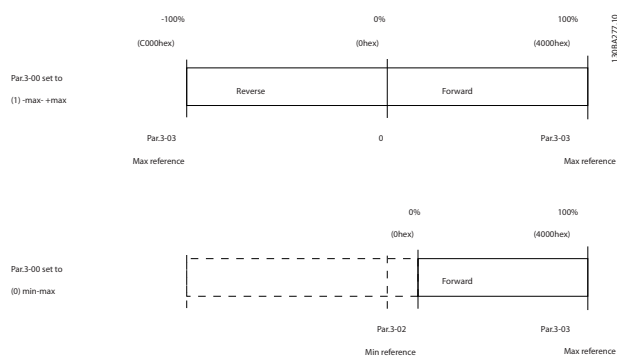 -100% 0% 100%
(C000hex) (0hex) (4000hex)
130BA277.10
Par.3-00 set to
(1) -max- +max
Reverse Forward
Par.3-03 0 Par.3-03
Max reference Max reference
0% 100%
(0hex) (4000hex)
Par.3-00 set to
(0) min-max
Forward
Par.3-02 Par.3-03
Min reference Max reference